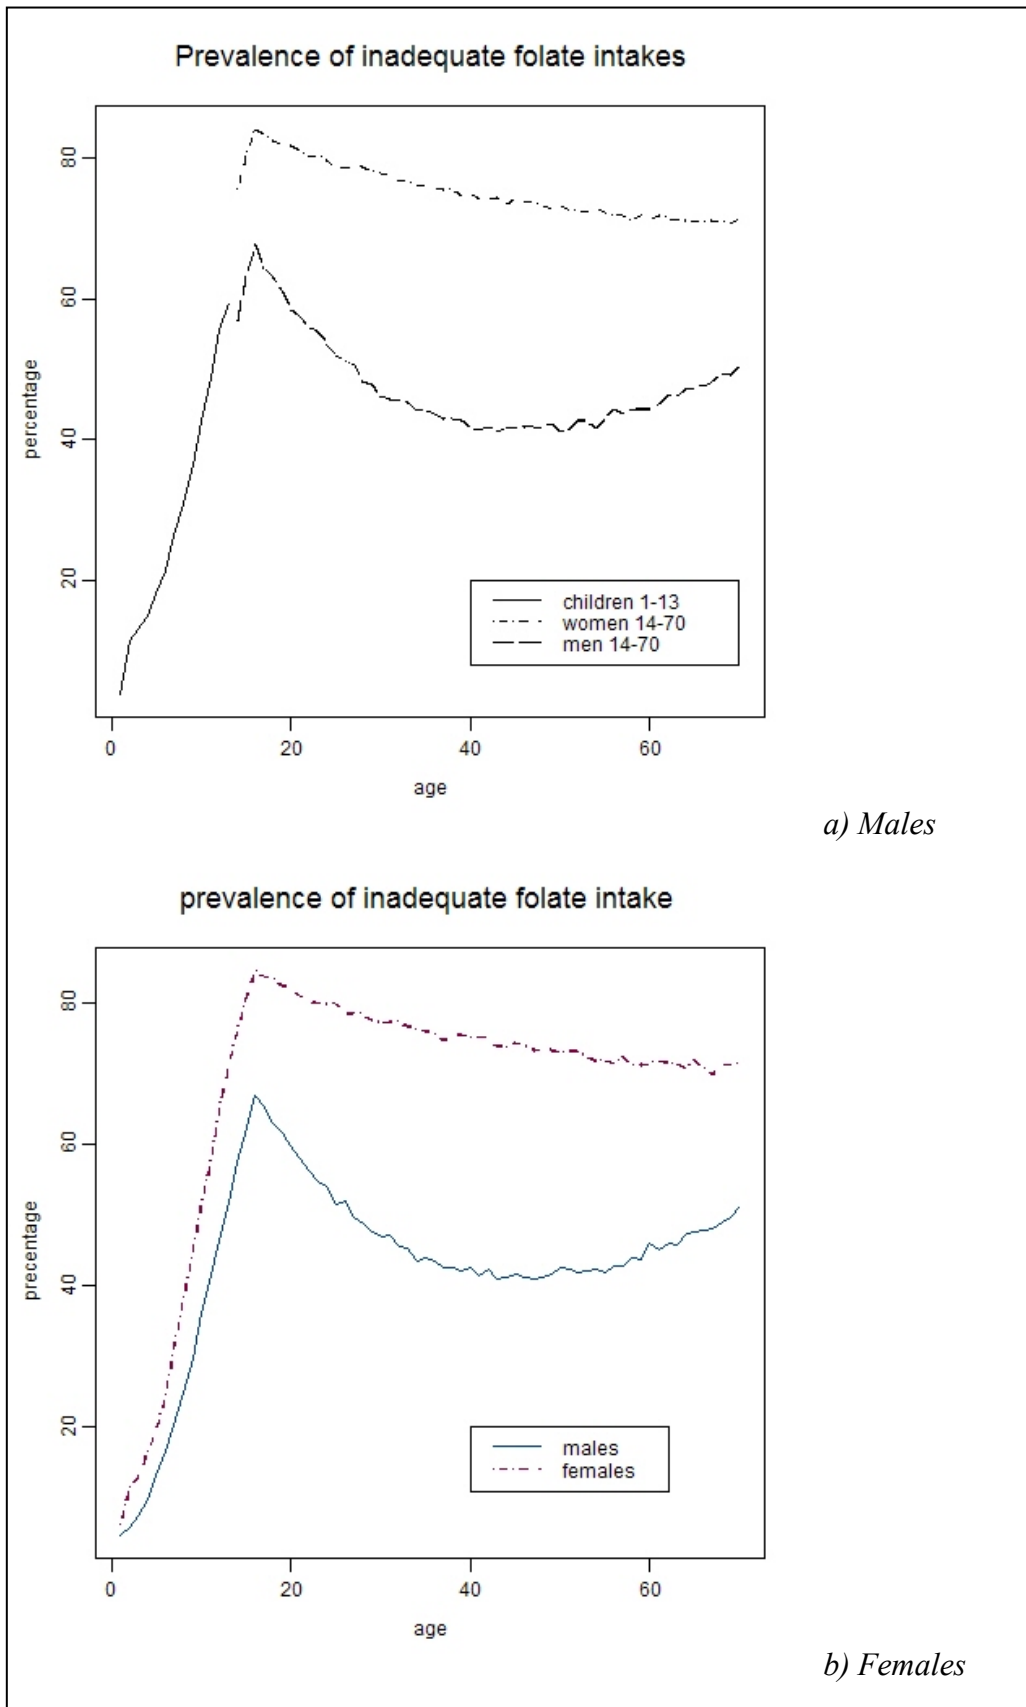 Prevalence of inadequate folate intakes
percentage
80
60
40
20
children 1-13
women 14-70
men 14-70
0 20 40 60
age
a) Males
prevalence of inadequate folate intake
precentage
80
60
40
20
males
females
0 20 40 60
age
b) Females